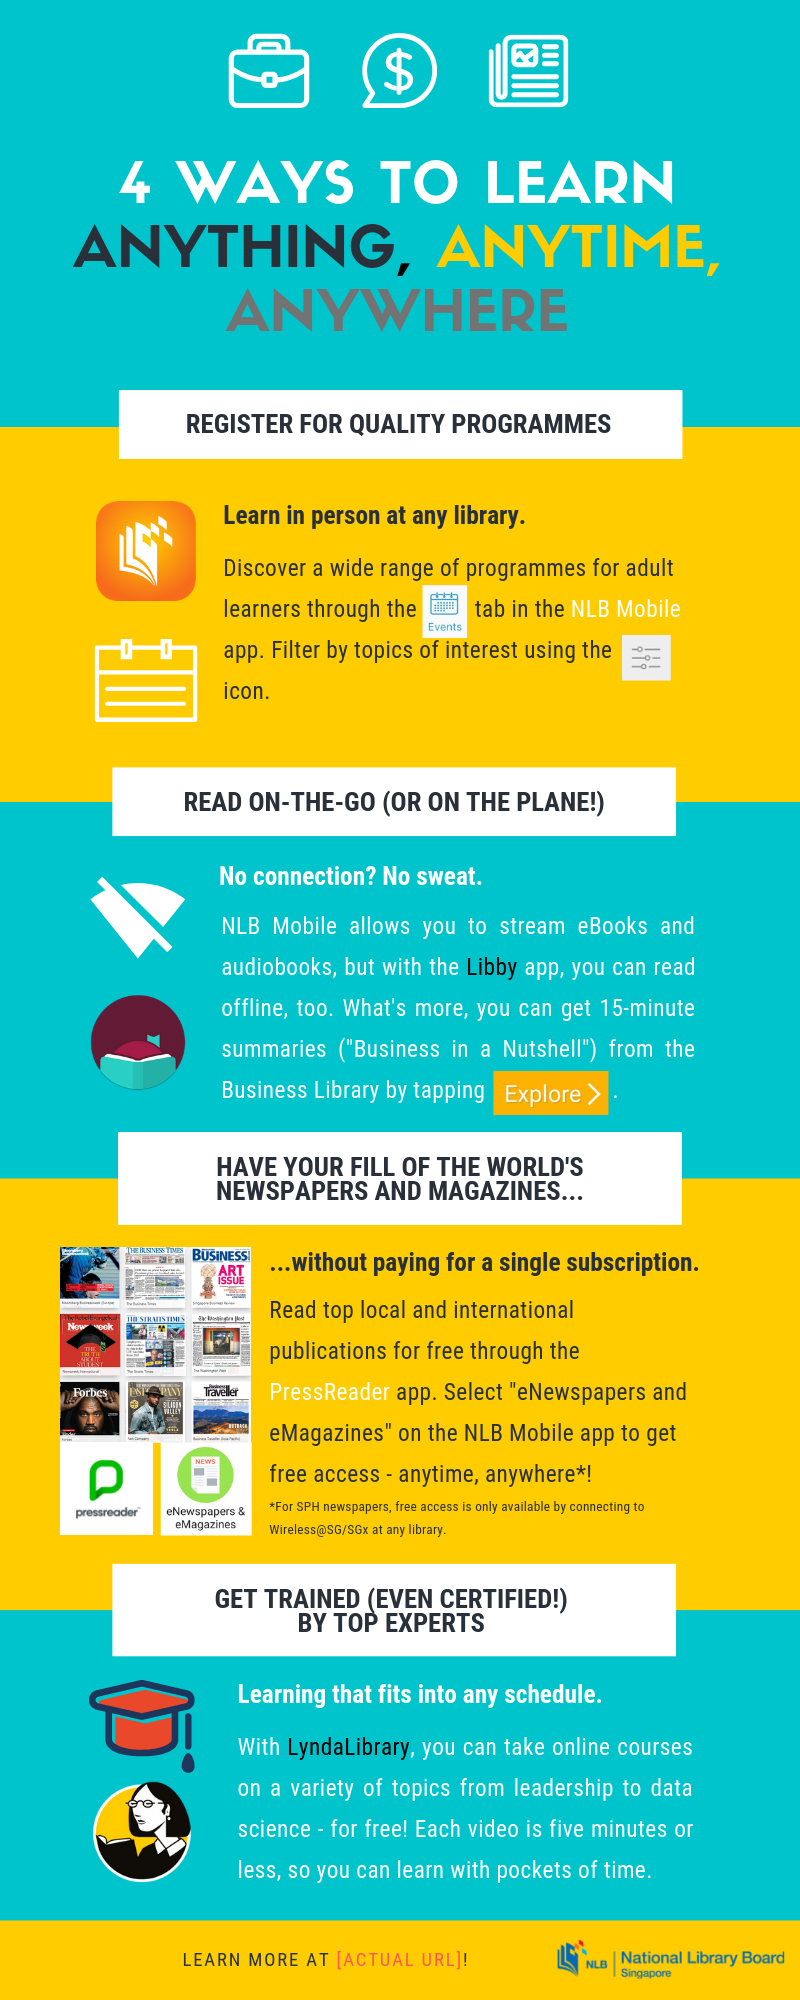 4 WAYS TO LEARN
ANYTHING, ANYTIME,
ANYWHERE
REGISTER FOR QUALITY PROGRAMMES
Learn in person at any library.
Discover a wide range of programmes for adult
learners through the Events tab in the NLB Mobile
app. Filter by topics of interest using the
icon.
READ ON-THE-GO (OR ON THE PLANE!)
No connection? No sweat.
NLB Mobile allows you to stream eBooks and
audiobooks, but with the Libby app, you can read
offline, too. What's more, you can get 15-minute
summaries ("Business in a Nutshell") from the
Business Library by tapping Explore > .
HAVE YOUR FILL OF THE WORLD'S
NEWSPAPERS AND MAGAZINES...
THE BUSINESS TIMES
BUSINESS
ART
ISSUE
The Business Times
Singapore Business Review
Newsweek
THE STRAITS TIMES
The Washington Post
Forbes
FAST COMPANY
SILICON
VALLEY
Business
Traveller
pressreader
NEWS
eNewspapers &
eMagazines
...without paying for a single subscription.
Read top local and international
publications for free through the
PressReader app. Select "eNewspapers and
eMagazines" on the NLB Mobile app to get
free access - anytime, anywhere*!
*For SPH newspapers, free access is only available by connecting to
Wireless@SG/SGx at any library.
GET TRAINED (EVEN CERTIFIED!)
BY TOP EXPERTS
Learning that fits into any schedule.
With LyndaLibrary, you can take online courses
on a variety of topics from leadership to data
science - for free! Each video is five minutes or
less, so you can learn with pockets of time.
LEARN MORE AT [ACTUAL URL]!
NLB National Library Board
Singapore